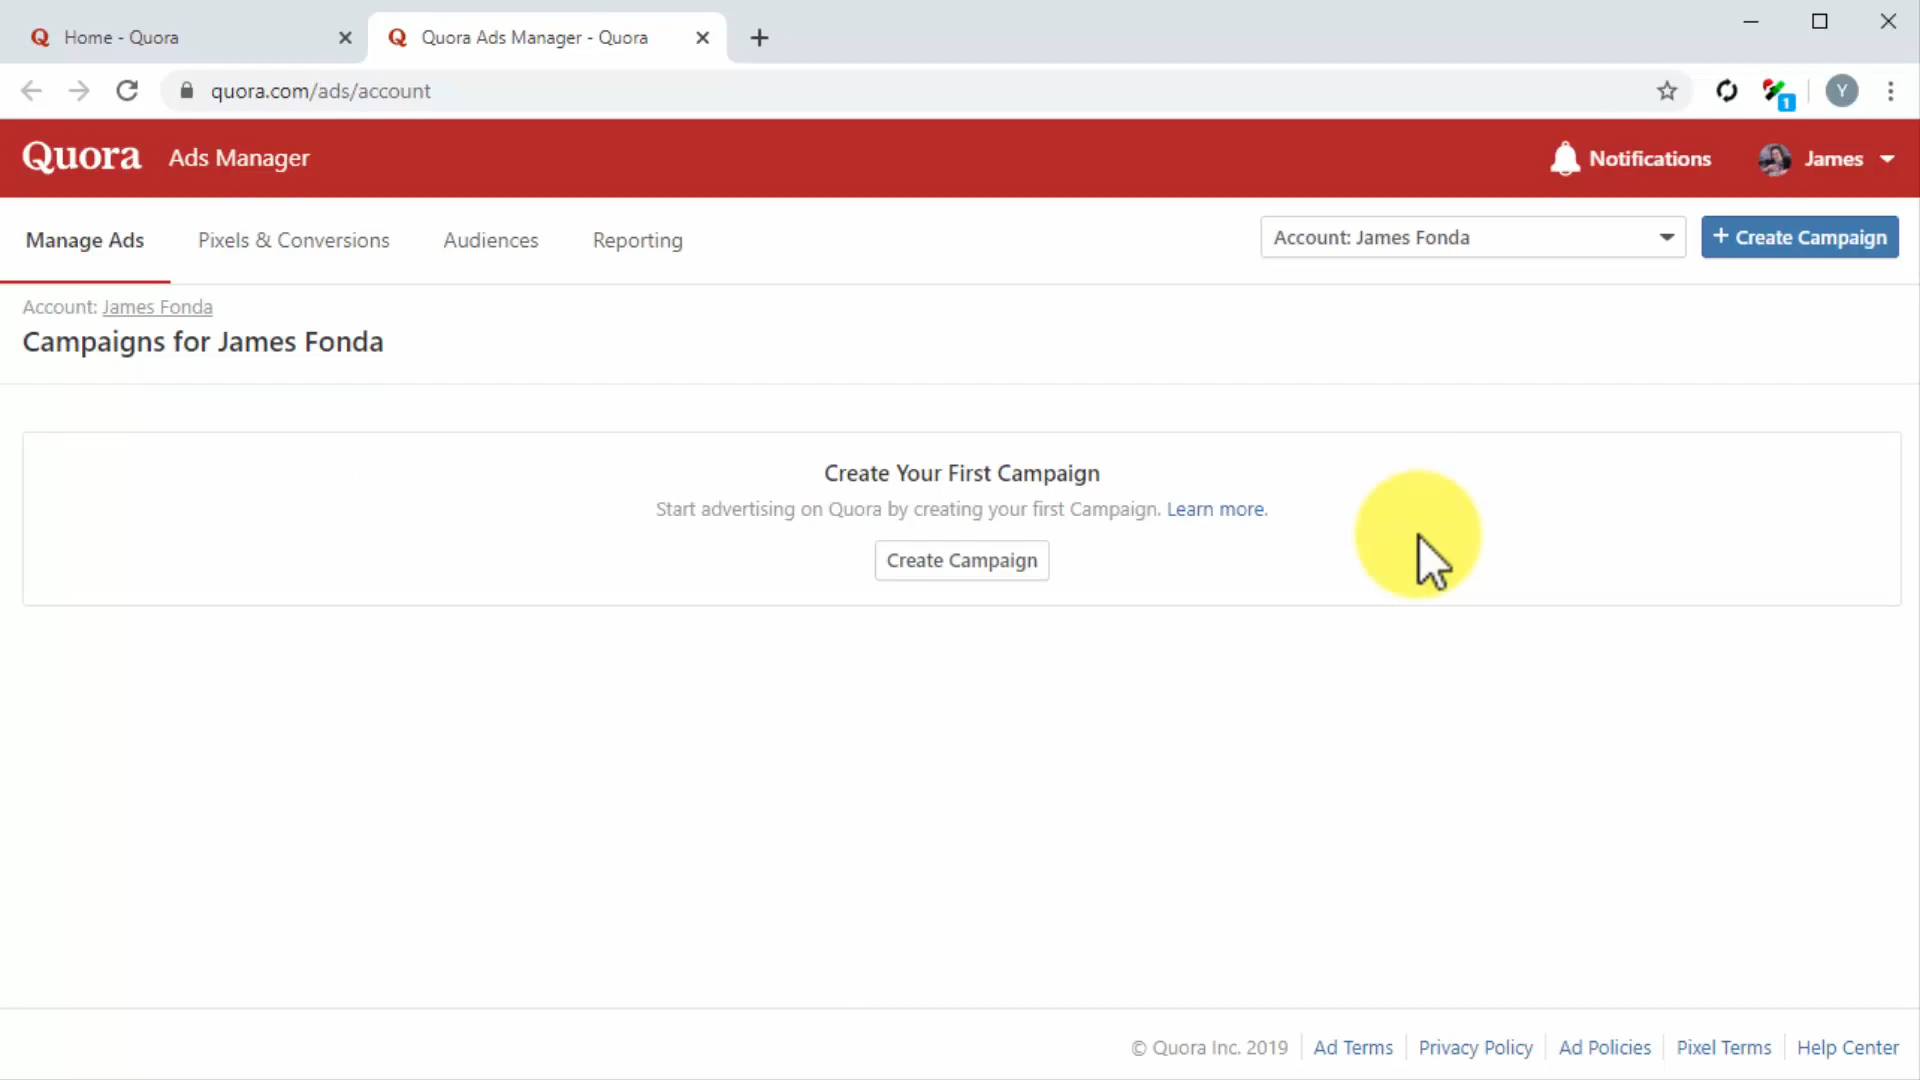 Home - Quora
Quora Ads Manager - Quora
quora.com/ads/account
1
Y
Quora Ads Manager
Notifications
James
Manage Ads
Pixels & Conversions
Audiences
Reporting
Account: James Fonda
+ Create Campaign
Account: James Fonda
Campaigns for James Fonda
Create Your First Campaign
Start advertising on Quora by creating your first Campaign. Learn more.
Create Campaign
© Quora Inc. 2019
Ad Terms
Privacy Policy
Ad Policies
Pixel Terms
Help Center